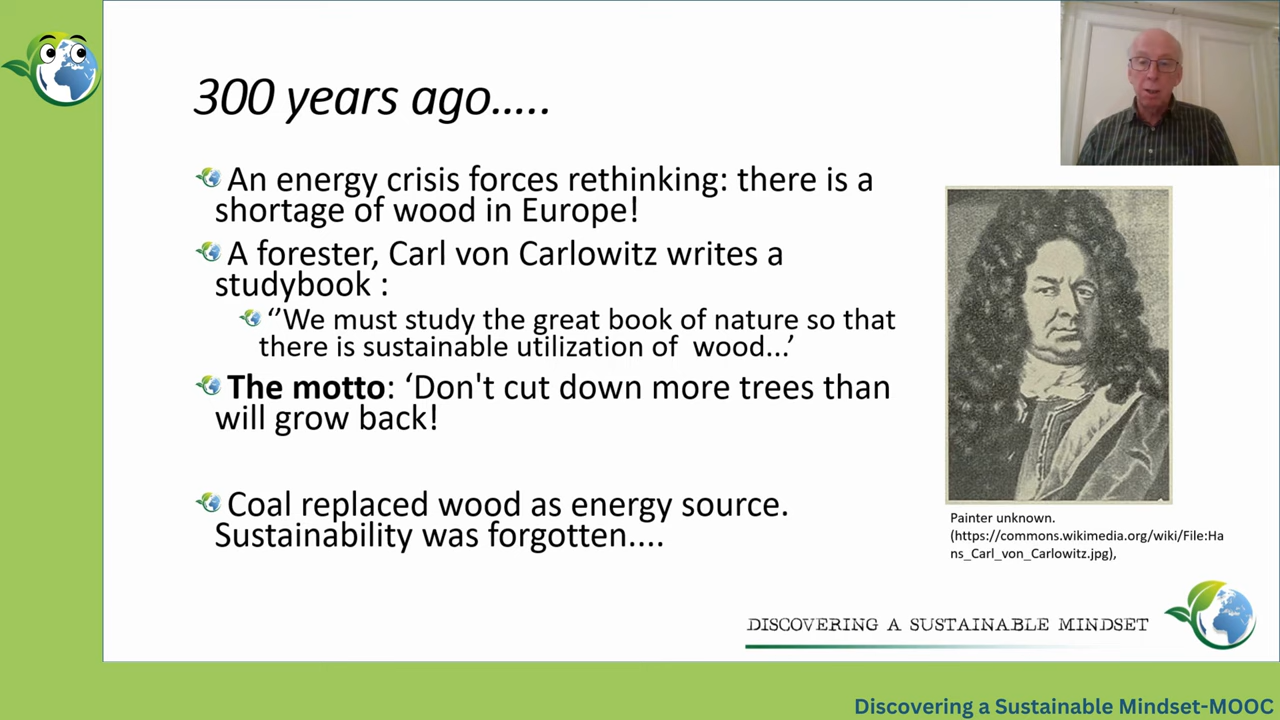 300 years ago.....
An energy crisis forces rethinking: there is a
shortage of wood in Europe!
A forester, Carl von Carlowitz writes a
studybook :
‘’We must study the great book of nature so that
there is sustainable utilization of  wood...’
The motto: ‘Don't cut down more trees than
will grow back!
Coal replaced wood as energy source.
Sustainability was forgotten....
Painter unknown.
(https://commons.wikimedia.org/wiki/File:Ha
ns_Carl_von_Carlowitz.jpg),
DISCOVERING A SUSTAINABLE MINDSET
Discovering a Sustainable Mindset-MOOC